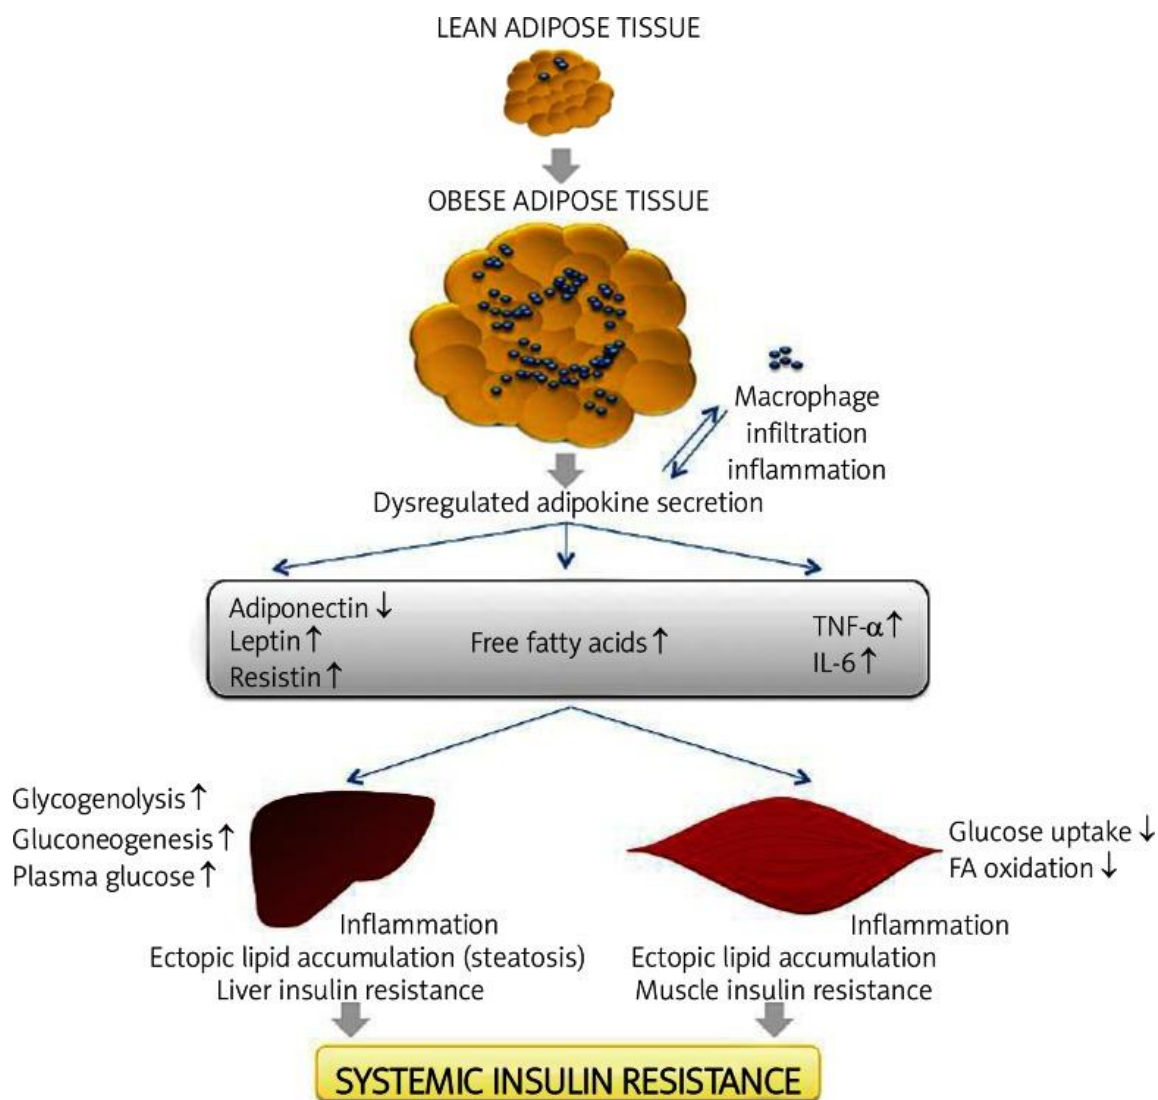 LEAN ADIPOSE TISSUE
OBESE ADIPOSE TISSUE
Macrophage
infiltration
inflammation
Dysregulated adipokine secretion
Adiponectin ↓
Leptin ↑
Resistin ↑
Free fatty acids ↑
TNF-α ↑
IL-6 ↑
Glycogenolysis ↑
Gluconeogenesis ↑
Plasma glucose ↑
Inflammation
Ectopic lipid accumulation (steatosis)
Liver insulin resistance
Glucose uptake ↓
FA oxidation ↓
Inflammation
Ectopic lipid accumulation
Muscle insulin resistance
SYSTEMIC INSULIN RESISTANCE